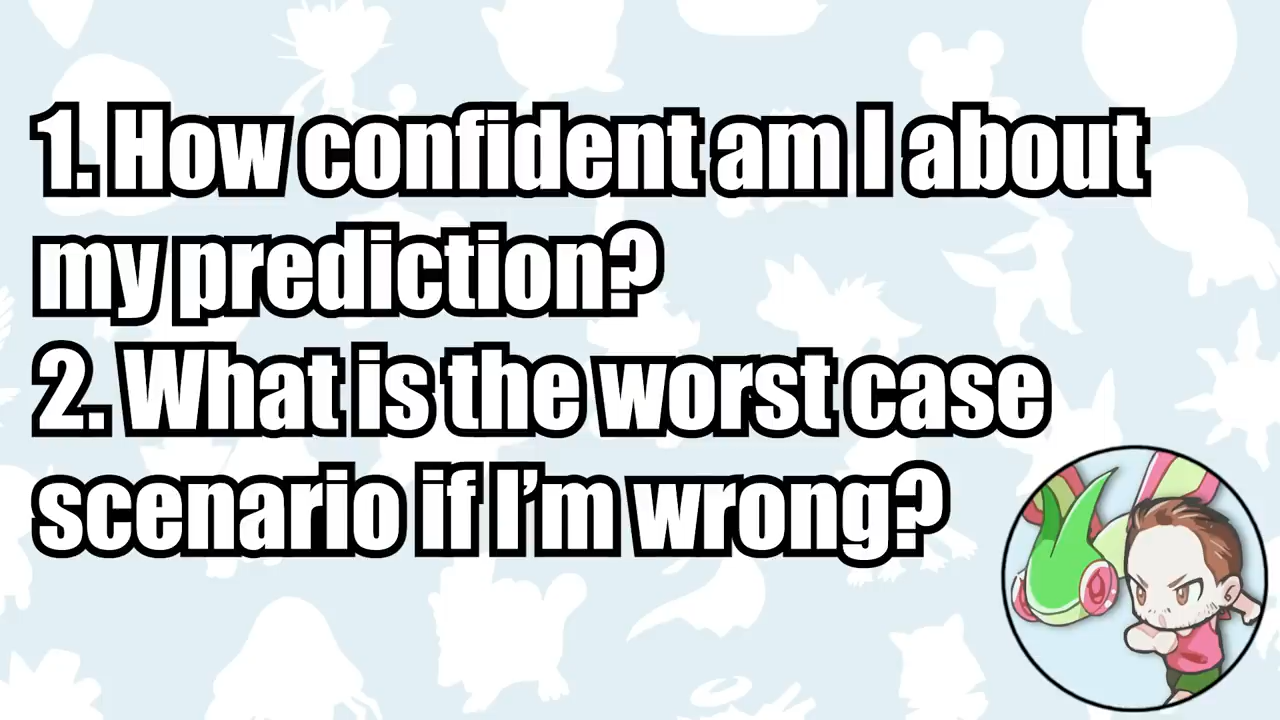 1. How confident am I about
my prediction?
2. What is the worst case
scenario if I’m wrong?